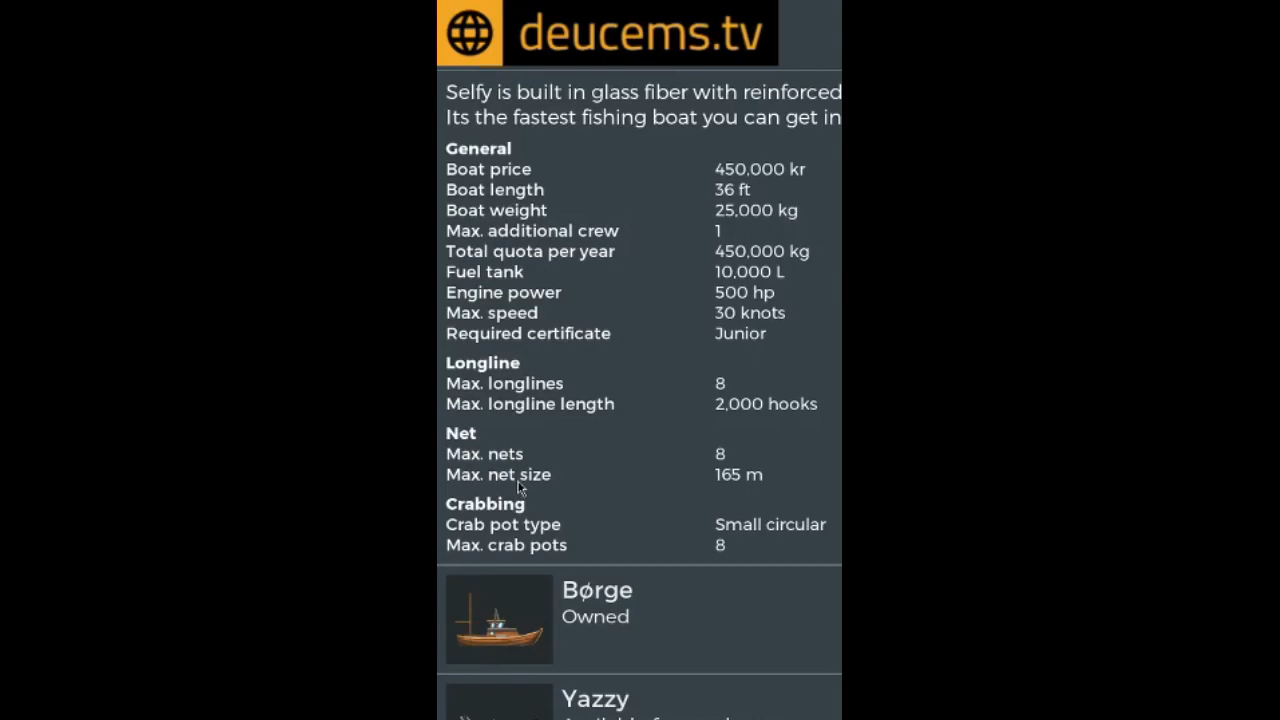 deucems.tv
Selfy is built in glass fiber with reinforced
Its the fastest fishing boat you can get in
General
Boat price 450,000 kr
Boat length 36 ft
Boat weight 25,000 kg
Max. additional crew 1
Total quota per year 450,000 kg
Fuel tank 10,000 L
Engine power 500 hp
Max. speed 30 knots
Required certificate Junior
Longline
Max. longlines 8
Max. longline length 2,000 hooks
Net
Max. nets 8
Max. net size 165 m
Crabbing
Crab pot type Small circular
Max. crab pots 8
Børge
Owned
Yazzy